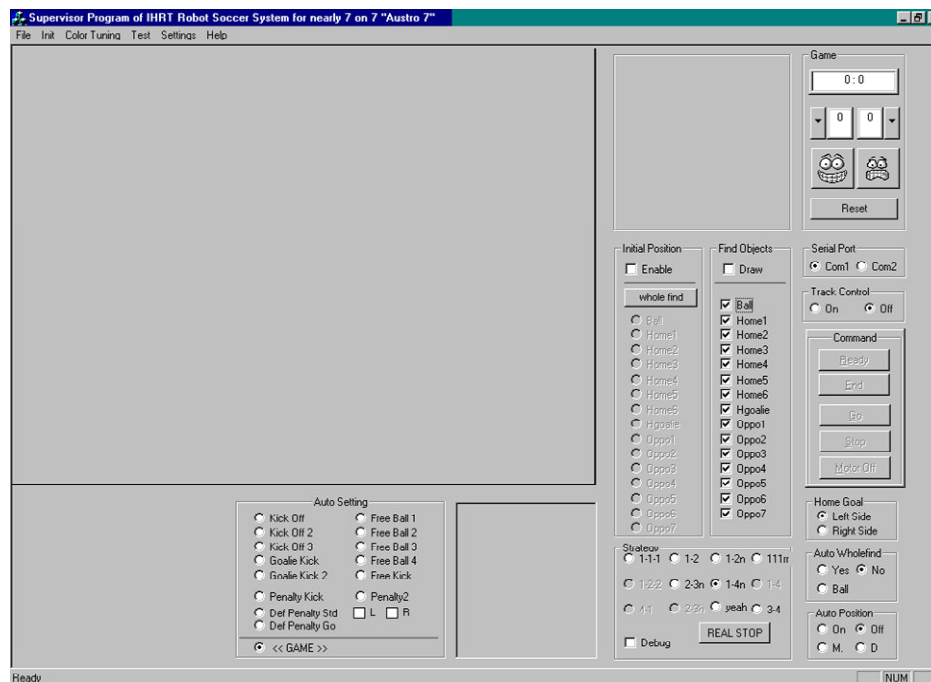 Supervisor Program of IHRT Robot Soccer System for nearly 7 on 7 "Austro 7"
File Init Color Tuning Test Settings Help
Game
0 : 0
0 0
Reset
Initial Position
Enable
whole find
Ball
Home1
Home2
Home3
Home4
Home5
Home6
Hgoalie
Oppo1
Oppo2
Oppo3
Oppo4
Oppo5
Oppo6
Oppo7
Find Objects
Draw
Ball
Home1
Home2
Home3
Home4
Home5
Home6
Hgoalie
Oppo1
Oppo2
Oppo3
Oppo4
Oppo5
Oppo6
Oppo7
Serial Port
Com1 Com2
Track Control
On Off
Command
Ready
End
Go
Stop
Motor Off
Home Goal
Left Side
Right Side
Auto Wholefind
Yes No
Ball
Auto Position
On Off
M. D
Auto Setting
Kick Off Free Ball 1
Kick Off 2 Free Ball 2
Kick Off 3 Free Ball 3
Goalie Kick Free Ball 4
Goalie Kick 2 Free Kick
Penalty Kick Penalty2
Def Penalty Std L R
Def Penalty Go
<< GAME >>
Strategy
1-1-1 1-2 1-2n
1-2-2 2-3n 1-4n 1-4
4-1 2-3n yeah 3-4
Debug REAL STOP
Ready NUM